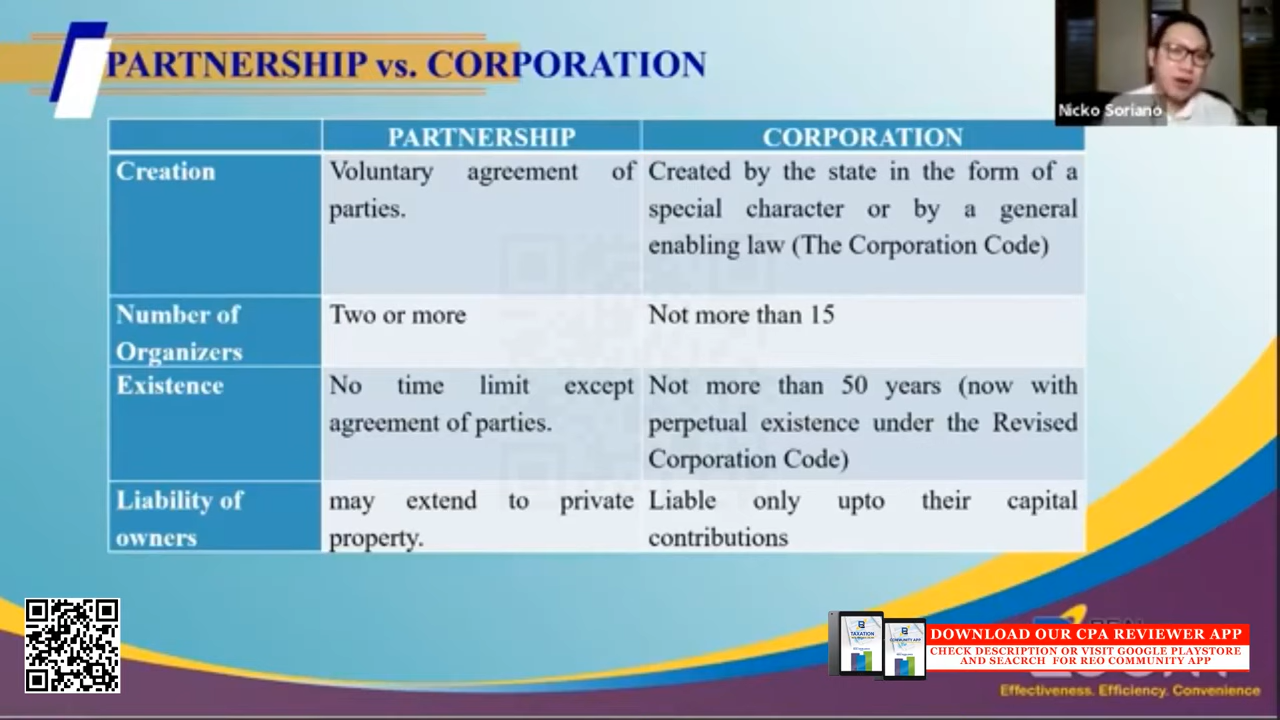 PARTNERSHIP vs. CORPORATION
Nicko Soriano
PARTNERSHIP
CORPORATION
Creation
Voluntary agreement of
parties.
Created by the state in the form of a
special character or by a general
enabling law (The Corporation Code)
Number of
Organizers
Two or more
Not more than 15
Existence
No time limit except
agreement of parties.
Not more than 50 years (now with
perpetual existence under the Revised
Corporation Code)
Liability of
owners
may extend to private
property.
Liable only upto their capital
contributions
TAXATION
DOWNLOAD OUR CPA REVIEWER APP
CHECK DESCRIPTION OR VISIT GOOGLE PLAYSTORE
AND SEACRCH FOR REO COMMUNITY APP
Effectiveness. Efficiency. Convenience